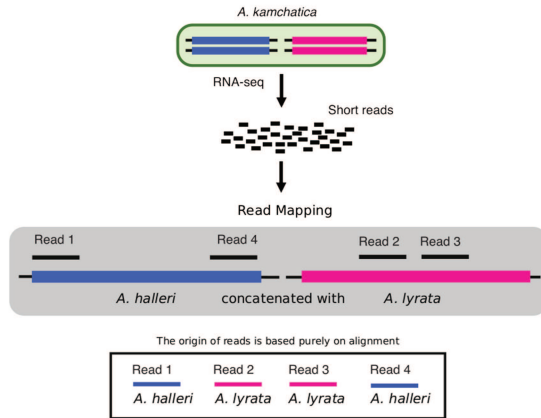 A. kamchatica
RNA-seq
Short reads
Read Mapping
Read 1 Read 4 Read 2 Read 3
A. halleri concatenated with A. lyrata
The origin of reads is based purely on alignment
Read 1 Read 2 Read 3 Read 4
A. halleri A. lyrata A. lyrata A. halleri